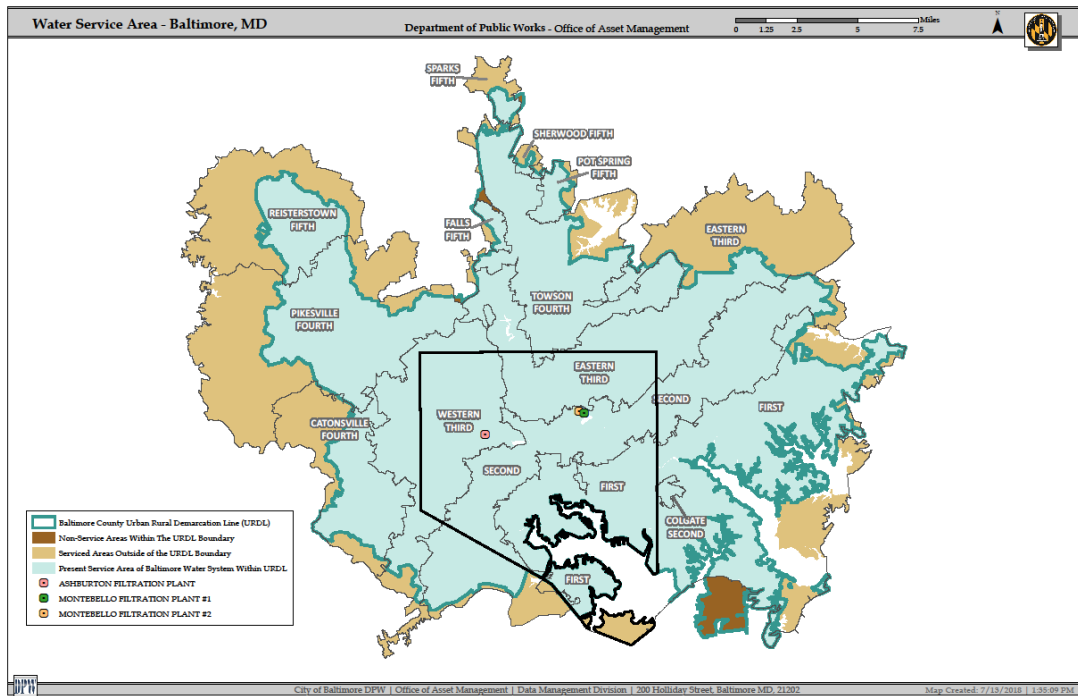 Water Service Area - Baltimore, MD
Department of Public Works - Office of Asset Management
Miles
0 1.25 2.5 5 7.5
N
SPARKS
FIFTH
SHERWOOD FIFTH
POT SPRING
FIFTH
REISTERSTOWN
FIFTH
FALLS
FIFTH
EASTERN
THIRD
TOWSON
FOURTH
PIKESVILLE
FOURTH
EASTERN
THIRD
SECOND
FIRST
WESTERN
THIRD
CATONSVILLE
FOURTH
SECOND
FIRST
COLGATE
SECOND
FIRST
Baltimore County Urban Rural Demarcation Line (URDL)
Non-Service Areas Within The URDL Boundary
Serviced Areas Outside of the URDL Boundary
Present Service Area of Baltimore Water System Within URDL
ASHBURTON FILTRATION PLANT
MONTEBELLO FILTRATION PLANT #1
MONTEBELLO FILTRATION PLANT #2
DPW
City of Baltimore DPW | Office of Asset Management | Data Management Division | 200 Holliday Street, Baltimore MD, 21202
Map Created: 7/13/2018 | 1:35:09 PM